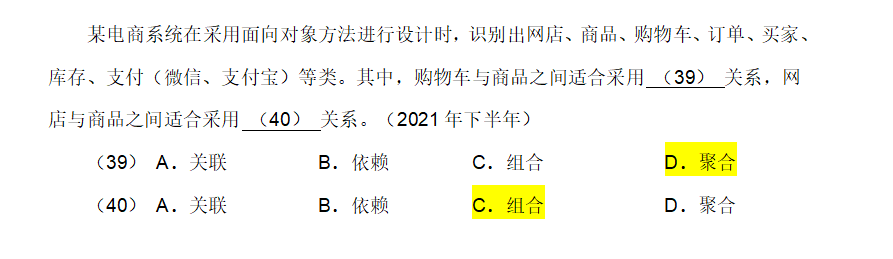 某电商系统在采用面向对象方法进行设计时，识别出网店、商品、购物车、订单、买家、
库存、支付（微信、支付宝）等类。其中，购物车与商品之间适合采用 （39） 关系，网
店与商品之间适合采用 （40） 关系。（2021 年下半年）
（39） A．关联 B．依赖 C．组合 D．聚合
（40） A．关联 B．依赖 C．组合 D．聚合